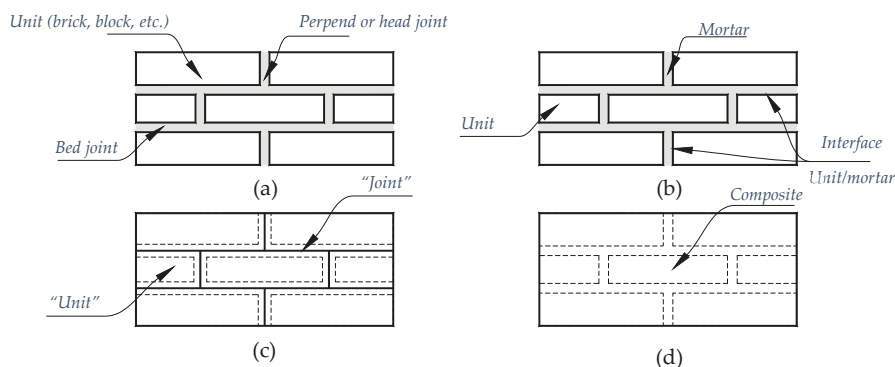 Unit (brick, block, etc.)
Perpend or head joint
Bed joint
(a)
Mortar
Unit
Interface
Unit/mortar
(b)
“Joint”
“Unit”
(c)
Composite
(d)